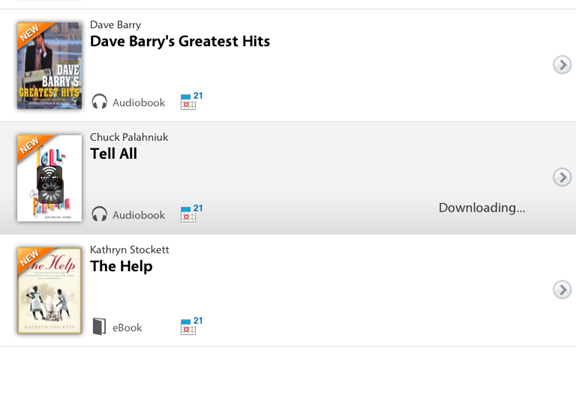 Dave Barry
NEW
Dave Barry's Greatest Hits
DAVE
BARRY'S
GREATEST HITS
Audiobook
21
Chuck Palahniuk
NEW
Tell All
Audiobook
21
Downloading...
Kathryn Stockett
NEW
The Help
The Help
KATHRYN STOCKETT
eBook
21